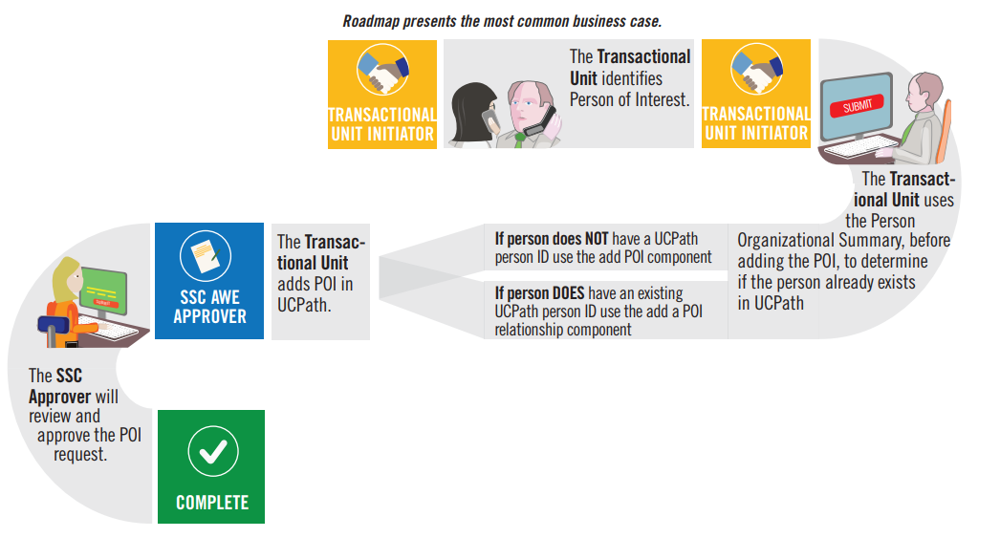 Roadmap presents the most common business case.
TRANSACTIONAL
UNIT INITIATOR
The Transactional
Unit identifies
Person of Interest.
TRANSACTIONAL
UNIT INITIATOR
SUBMIT
The Transact-
ional Unit uses
the Person
Organizational Summary, before
adding the POI, to determine
if the person already exists
in UCPath
If person does NOT have a UCPath
person ID use the add POI component
If person DOES have an existing
UCPath person ID use the add a POI
relationship component
The Transac-
tional Unit
adds POI in
UCPath.
SSC AWE
APPROVER
The SSC
Approver will
review and
approve the POI
request.
COMPLETE